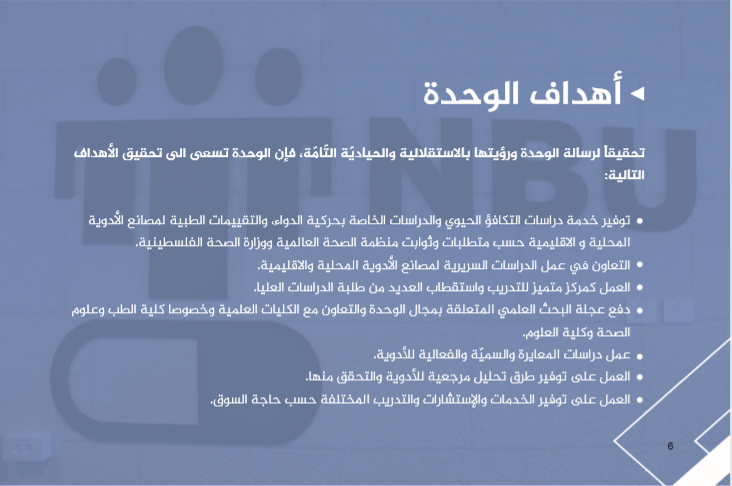 أهداف الوحدة
تحقيقاً لرسالة الوحدة ورؤيتها بالاستقلالية والحياديّة التّامّة، فإن الوحدة تسعى الى تحقيق الأهداف
التالية:
• توفير خدمة دراسات التكافؤ الحيوي والدراسات الخاصة بحركية الدواء، والتقييمات الطبية لمصانع الأدوية
المحلية و الاقليمية حسب متطلبات وثوابت منظمة الصحة العالمية ووزارة الصحة الفلسطينية.
• التعاون في عمل الدراسات السريرية لمصانع الأدوية المحلية والاقليمية.
• العمل كمركز متميز للتدريب واستقطاب العديد من طلبة الدراسات العليا.
• دفع عجلة البحث العلمي المتعلقة بمجال الوحدة والتعاون مع الكليات العلمية وخصوصا كلية الطب وعلوم
الصحة وكلية العلوم.
• عمل دراسات المعايرة والسميّة والفعالية للأدوية.
• العمل على توفير طرق تحليل مرجعية للأدوية والتحقق منها.
• العمل على توفير الخدمات والإستشارات والتدريب المختلفة حسب حاجة السوق.
6
NBU